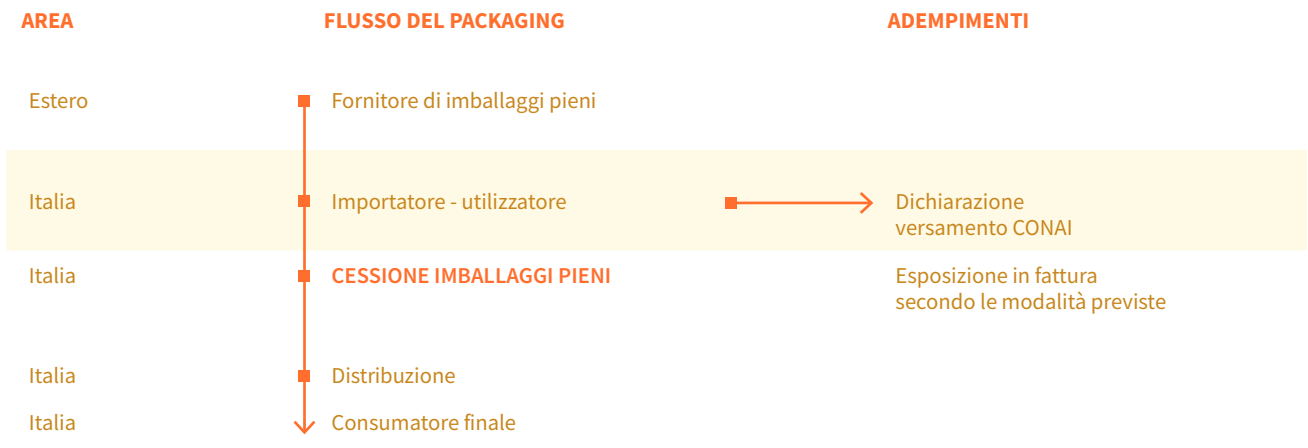 AREA FLUSSO DEL PACKAGING ADEMPIMENTI
Estero Fornitore di imballaggi pieni
Italia Importatore - utilizzatore Dichiarazione
versamento CONAI
Italia CESSIONE IMBALLAGGI PIENI Esposizione in fattura
secondo le modalità previste
Italia Distribuzione
Italia Consumatore finale